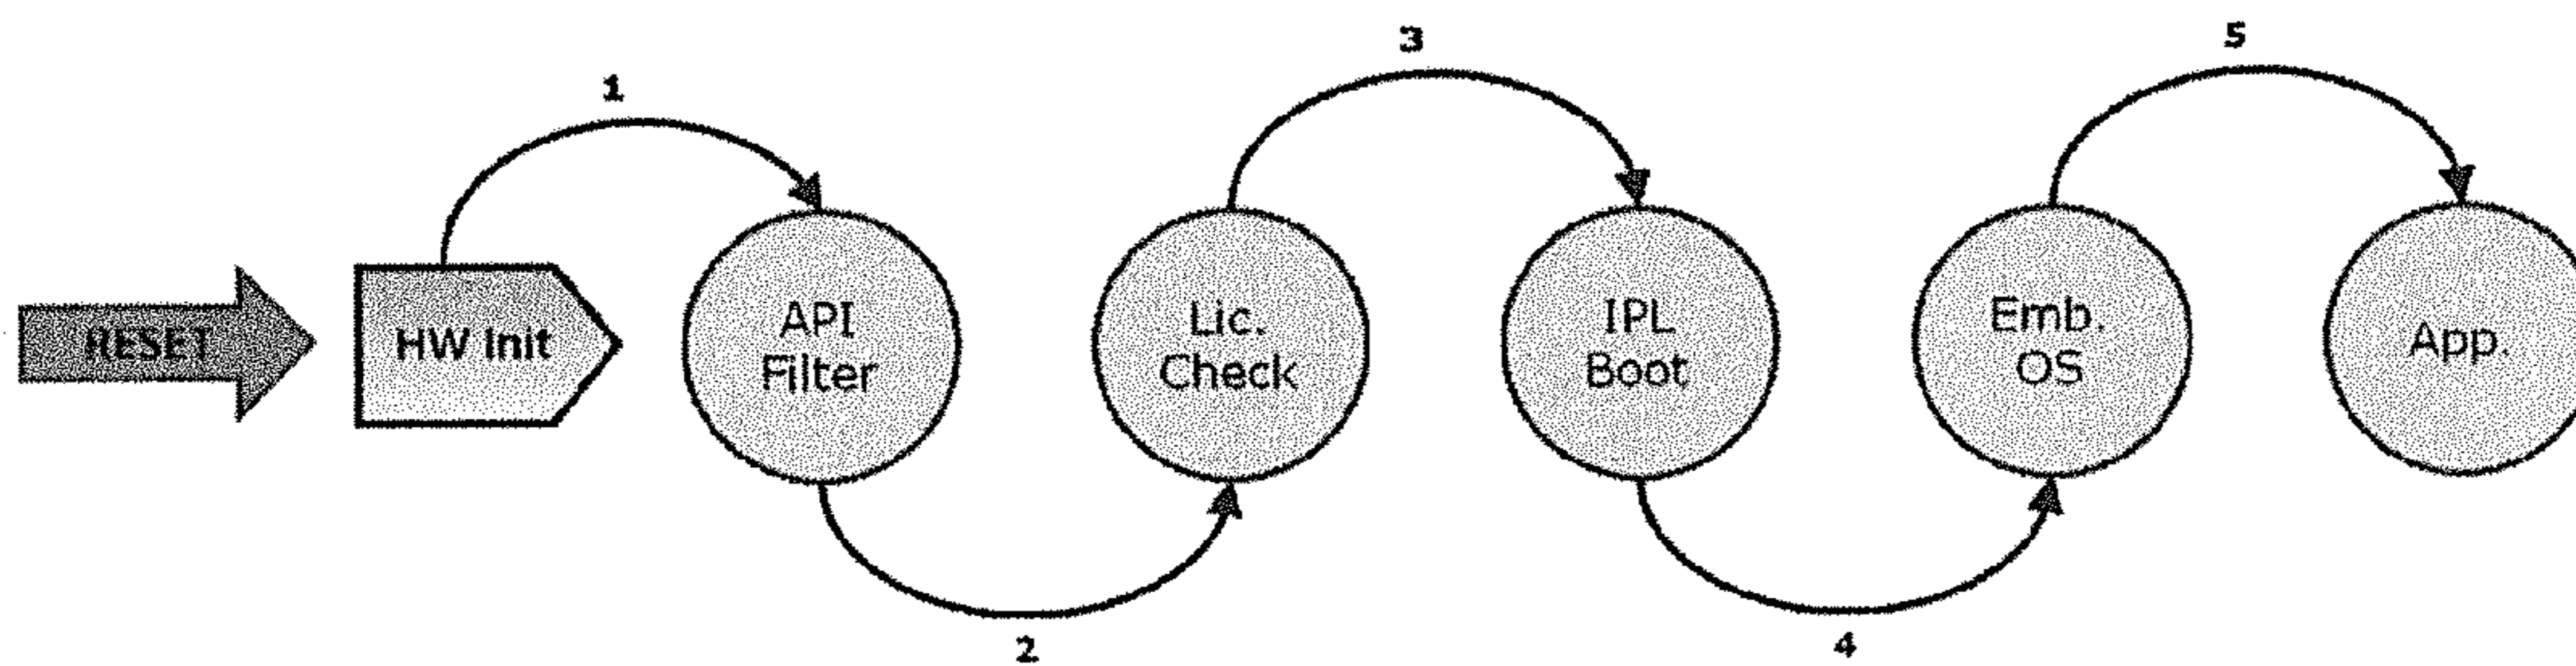 1
3
5
RESET
HW Init
API
Filter
Lic.
Check
IPL
Boot
Emb.
OS
App.
2
4